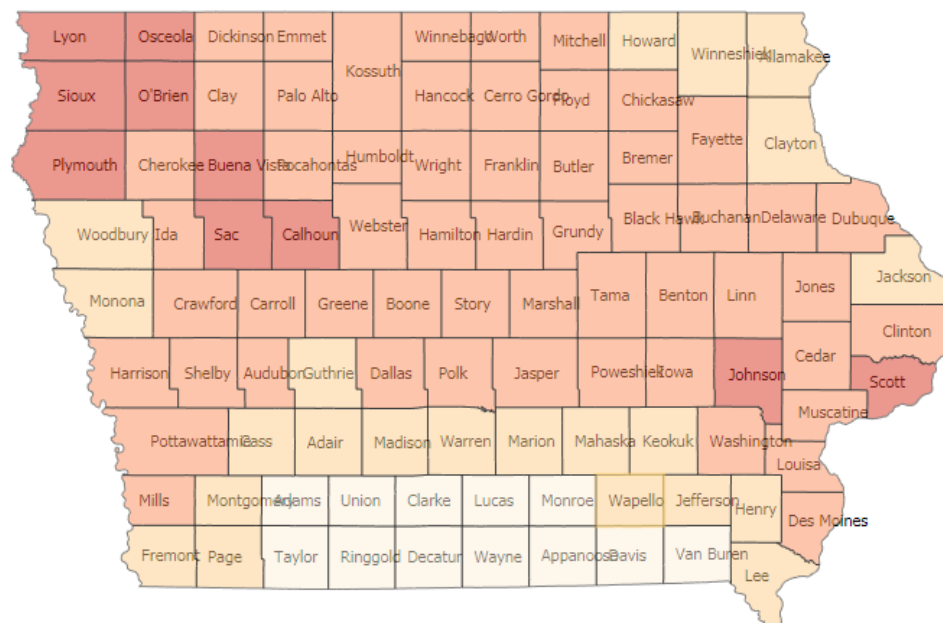 Lyon Osceola Dickinson Emmet Winnebago Worth Mitchell Howard Winneshiek Allamakee
Kossuth
Sioux O'Brien Clay Palo Alto Hancock Cerro Gordo Floyd Chickasaw
Fayette Clayton
Plymouth Cherokee Buena Vista Pocahontas Humboldt Wright Franklin Butler Bremer
Woodbury Ida Sac Calhoun Webster Hamilton Hardin Grundy Black Hawk Buchanan Delaware Dubuque
Jackson
Monona Crawford Carroll Greene Boone Story Marshall Tama Benton Linn Jones
Clinton
Harrison Shelby Audubon Guthrie Dallas Polk Jasper Poweshiek Iowa Johnson Cedar Scott
Muscatine
Pottawattamie Cass Adair Madison Warren Marion Mahaska Keokuk Washington
Louisa
Mills Montgomery Adams Union Clarke Lucas Monroe Wapello Jefferson Henry Des Moines
Fremont Page Taylor Ringgold Decatur Wayne Appanoose Davis Van Buren
Lee